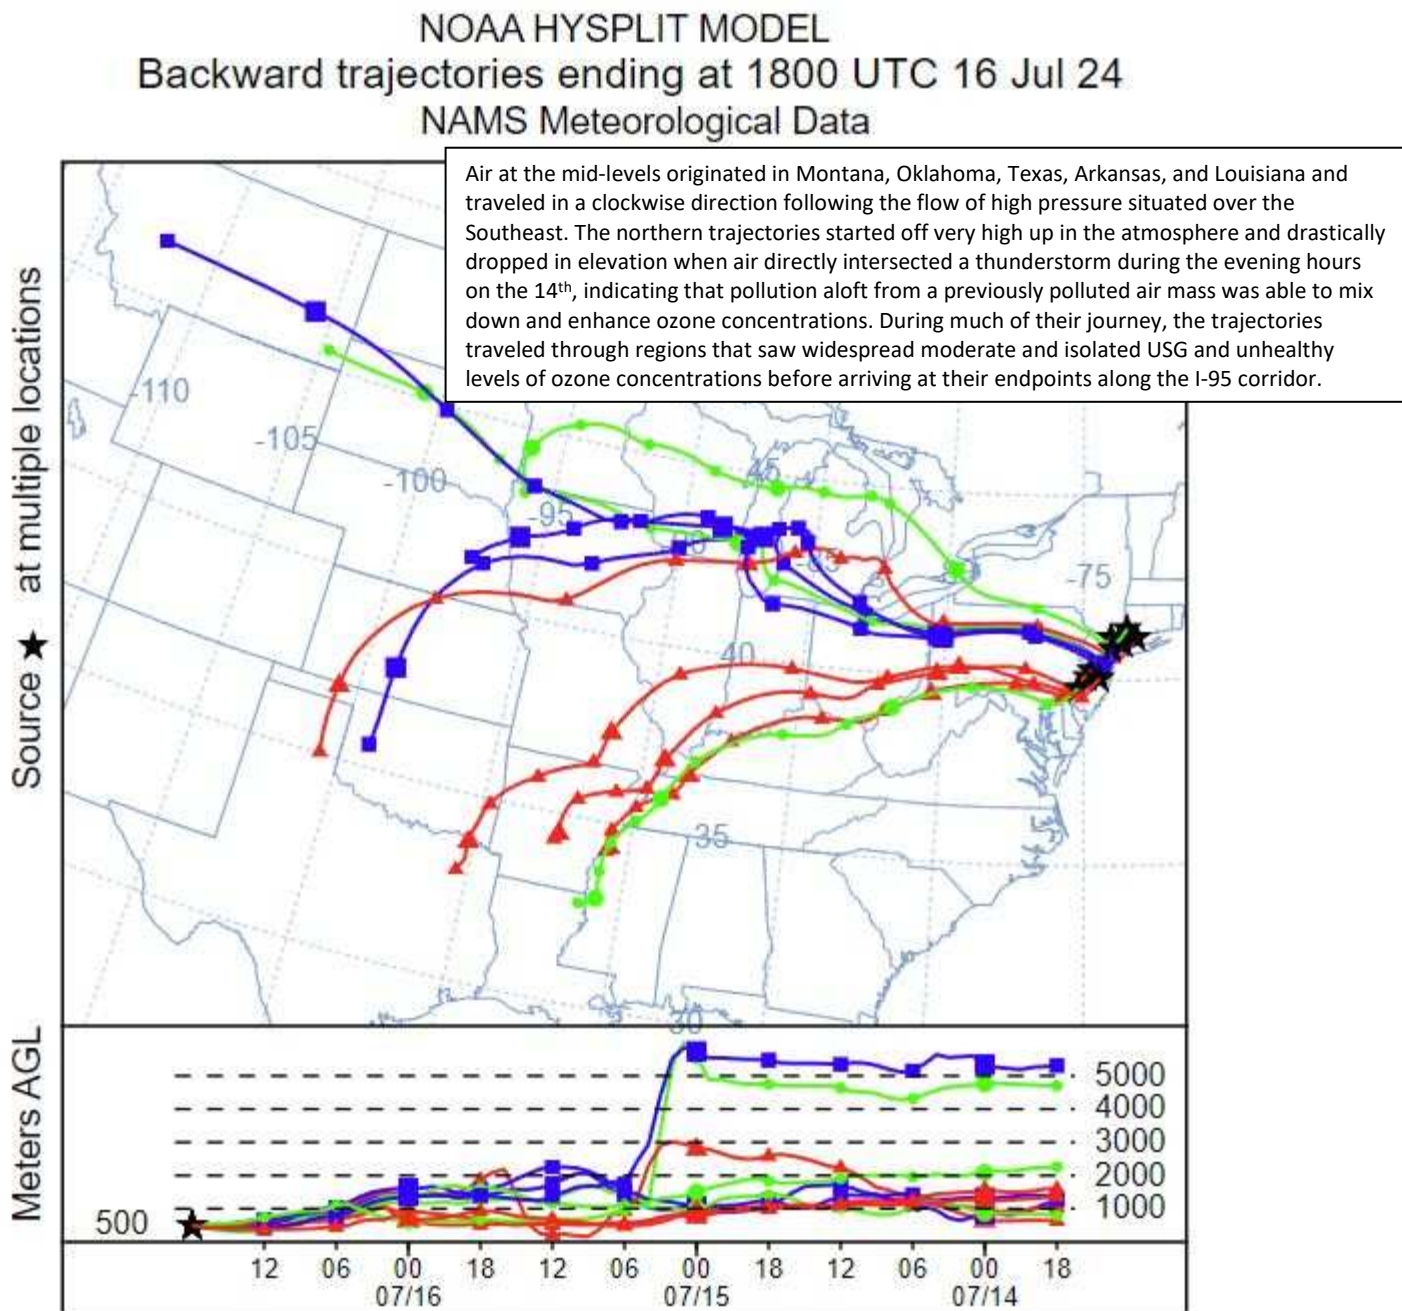 NOAA HYSPLIT MODEL
Backward trajectories ending at 1800 UTC 16 Jul 24
NAMS Meteorological Data
Air at the mid-levels originated in Montana, Oklahoma, Texas, Arkansas, and Louisiana and
traveled in a clockwise direction following the flow of high pressure situated over the
Southeast. The northern trajectories started off very high up in the atmosphere and drastically
dropped in elevation when air directly intersected a thunderstorm during the evening hours
on the 14th, indicating that pollution aloft from a previously polluted air mass was able to mix
down and enhance ozone concentrations. During much of their journey, the trajectories
traveled through regions that saw widespread moderate and isolated USG and unhealthy
levels of ozone concentrations before arriving at their endpoints along the I-95 corridor.
Source ★ at multiple locations
-110
-105
-100
-95
45
-75
40
35
30
Meters AGL
5000
4000
3000
2000
1000
500
12 06 00 18 12 06 00 18 12 06 00 18
07/16 07/15 07/14